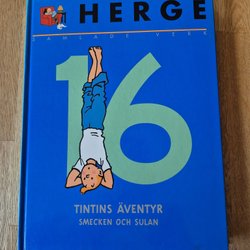 HERGÉ
SAMLADE VERK
16
TINTINS ÄVENTYR
SMECKEN OCH SULAN